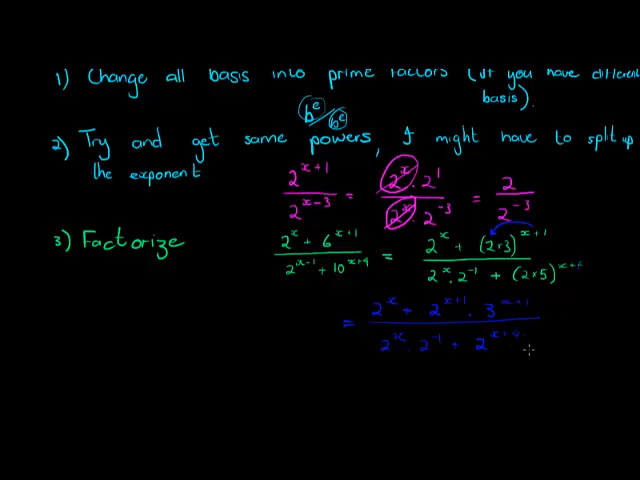 1) Change all basis into prime factors (If you have different basis).
b^e / b^e
2) Try and get same powers, I might have to split up the exponent
2^(x+1) / 2^(x-3) = 2^x · 2^1 / 2^x · 2^-3 = 2 / 2^-3
3) Factorize
2^x + 6^(x+1) / 2^(x-1) + 10^(x+4) = 2^x + (2×3)^(x+1) / 2^x · 2^-1 + (2×5)^(x+4)
= 2^x + 2^(x+1) · 3^(x+1) / 2^x · 2^-1 + 2^(x+4)